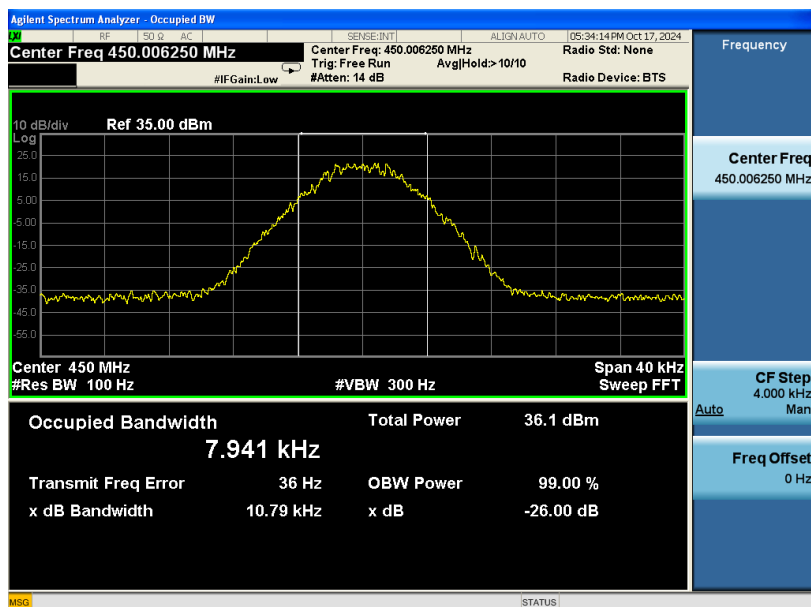 Agilent Spectrum Analyzer - Occupied BW
LXI RF 50 Ω AC SENSE:INT ALIGN AUTO 05:34:14 PM Oct 17, 2024
Center Freq 450.006250 MHz
Center Freq: 450.006250 MHz Radio Std: None
Trig: Free Run Avg|Hold:> 10/10
#IFGain:Low #Atten: 14 dB Radio Device: BTS
10 dB/div Ref 35.00 dBm
Log
25.0
15.0
5.00
-5.00
-15.0
-25.0
-35.0
-45.0
-55.0
Center 450 MHz Span 40 kHz
#Res BW 100 Hz #VBW 300 Hz Sweep FFT
Occupied Bandwidth Total Power 36.1 dBm
7.941 kHz
Transmit Freq Error 36 Hz OBW Power 99.00 %
x dB Bandwidth 10.79 kHz x dB -26.00 dB
MSG STATUS
Frequency
Center Freq
450.006250 MHz
CF Step
4.000 kHz
Auto Man
Freq Offset
0 Hz